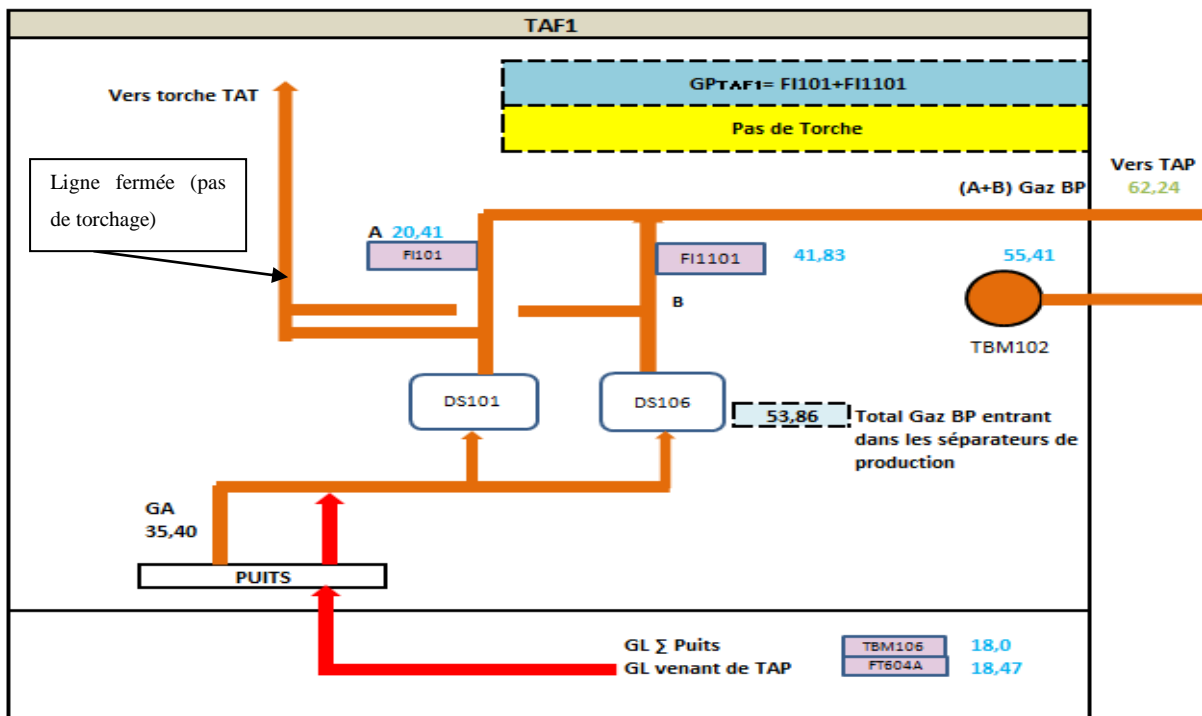 TAF1
GPTAF1= FI101+FI1101
Pas de Torche
Vers torche TAT
Ligne fermée (pas
de torchage)
Vers TAP
62,24
(A+B) Gaz BP
A 20,41
FI101
FI1101
41,83
55,41
B
TBM102
DS101
DS106
53,86
Total Gaz BP entrant
dans les séparateurs de
production
GA
35,40
PUITS
GL ∑ Puits
TBM106
18,0
GL venant de TAP
FT604A
18,47